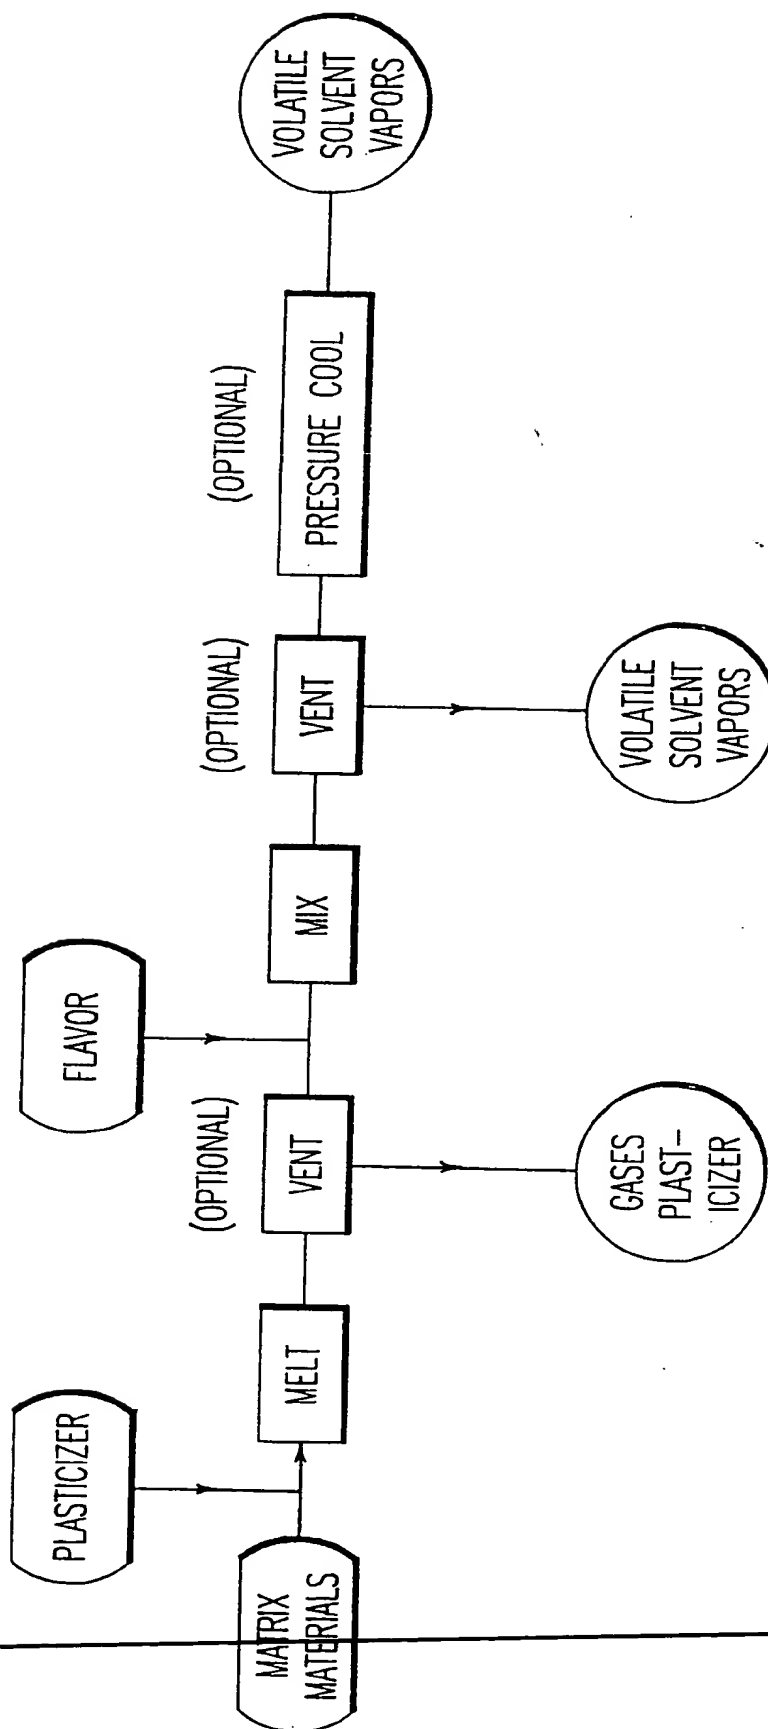 PLASTICIZER
MATRIX
MATERIALS
MELT
(OPTIONAL)
VENT
GASES
PLAST-
ICIZER
FLAVOR
MIX
(OPTIONAL)
VENT
VOLATILE
SOLVENT
VAPORS
(OPTIONAL)
PRESSURE COOL
VOLATILE
SOLVENT
VAPORS